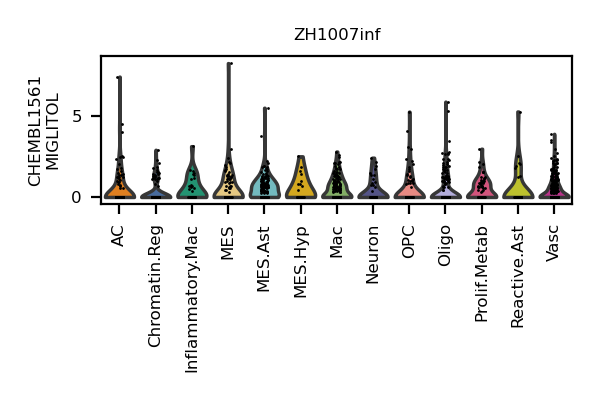 ZH1007inf
CHEMBL1561
MIGLITOL
5
0
AC
Chromatin.Reg
Inflammatory.Mac
MES
MES.Ast
MES.Hyp
Mac
Neuron
OPC
Oligo
Prolif.Metab
Reactive.Ast
Vasc